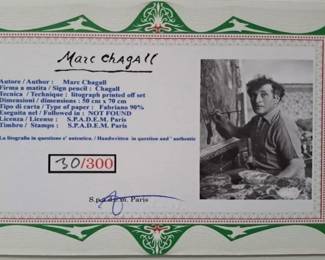 Marc Chagall
Autore / Author : Marc Chagall
Firma a matita / Sign pencil : Chagall
Tecnica / Technique : litograph printed off set
Dimensioni / dimensions : 50 cm x 70 cm
Tipo di carta / Type of paper : Fabriano 90%
Eseguita nel / Followed in : NOT FOUND
Licenza / License : S.P.A.D.E.M. Paris
Timbro / Stamps : S.P.A.D.E.M. Paris
La litografia in questione e' autentica. / Handwritten in question and " authentic
30/300
S.p.a.d.e.m. Paris